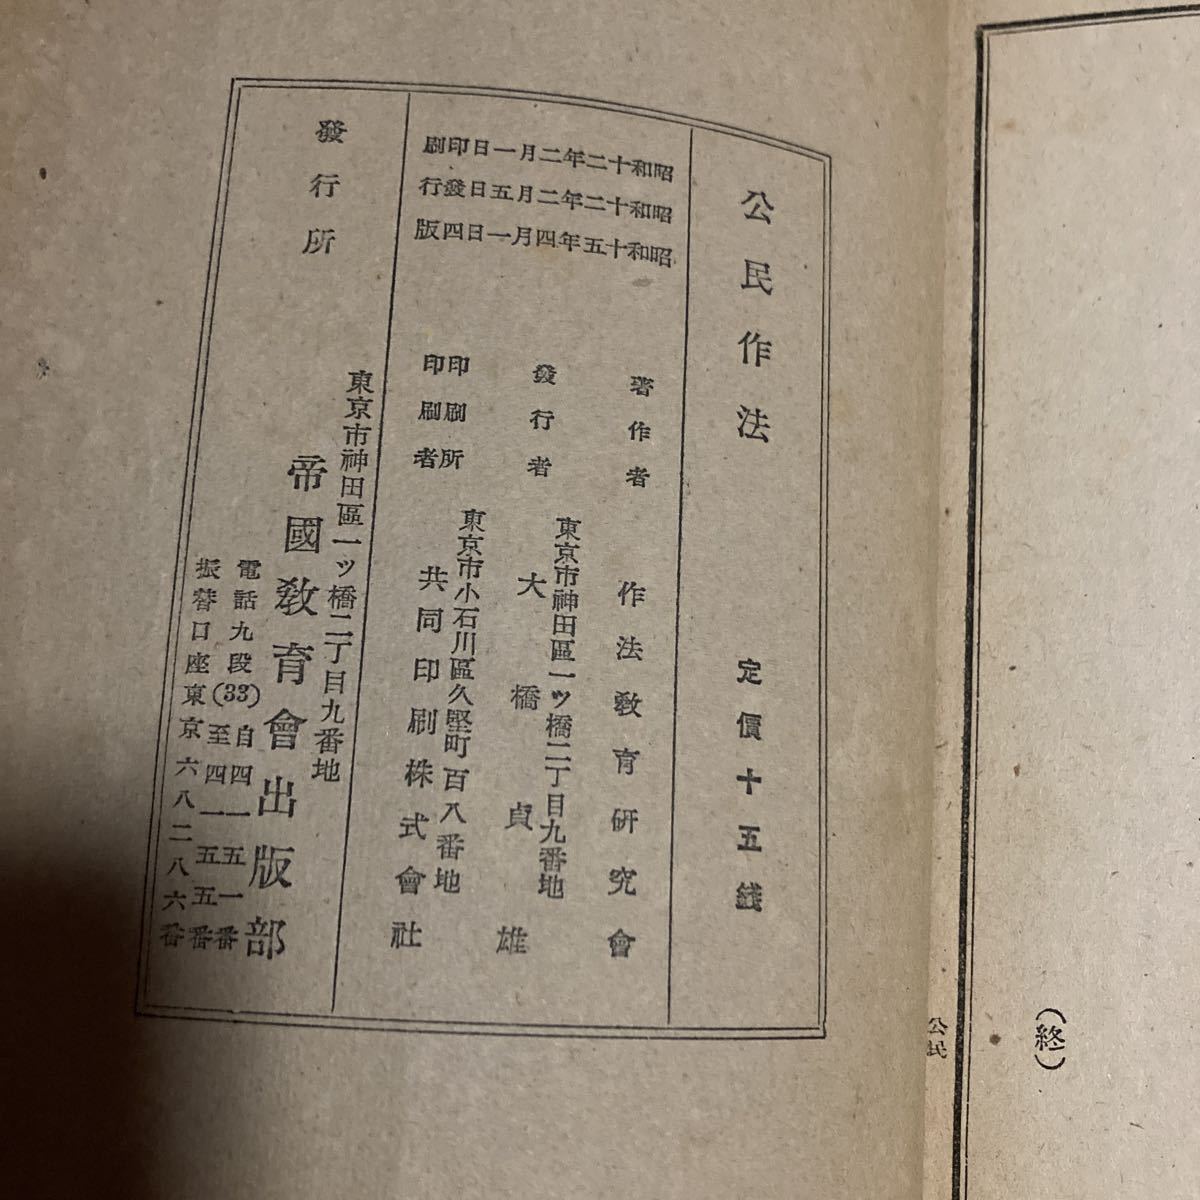 （終）
公民
公民作法
定價十五錢
昭和十二年二月一日印刷
昭和十二年二月五日發行
昭和十五年四月一日四版
著作者
作法敎育研究會
發行者
東京市神田區一ッ橋二丁目九番地
大橋貞雄
印刷所
印刷者
東京市小石川區久堅町百八番地
共同印刷株式會社
發行所
東京市神田區一ッ橋二丁目九番地
帝國敎育會出版部
電話九段(33)自四一五一番
至四一五五番
振替口座東京六八二八六番